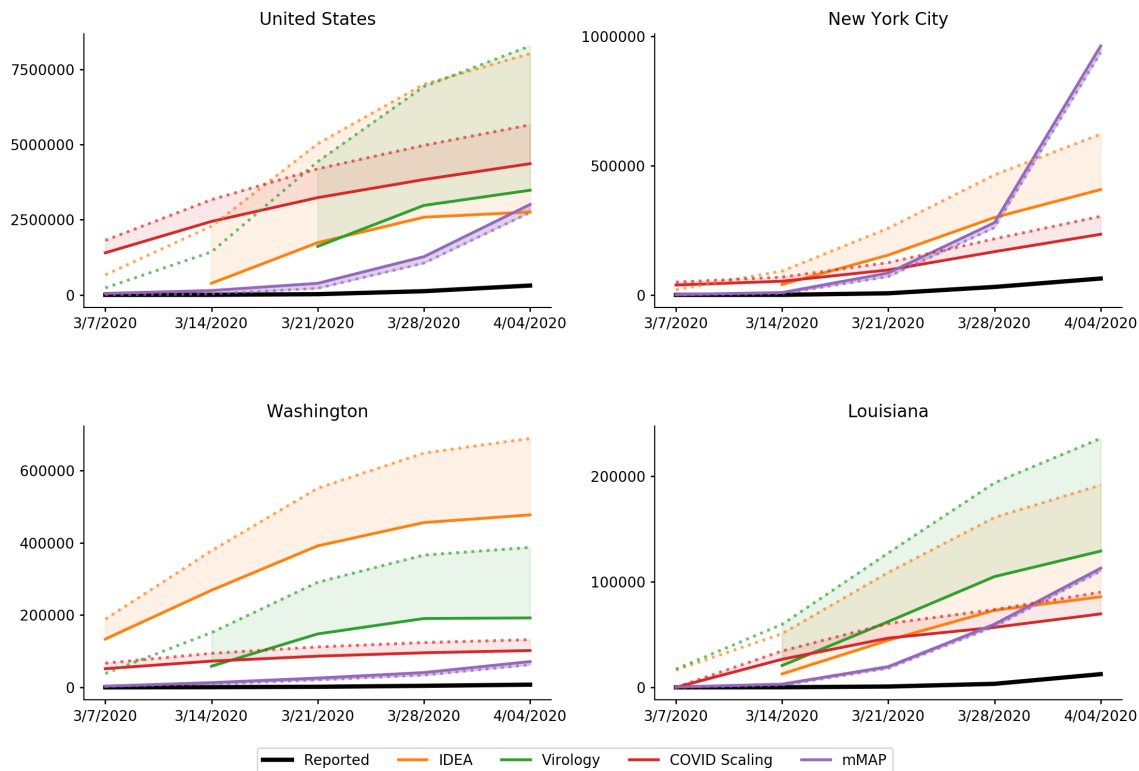 United States
7500000
5000000
2500000
0
3/7/2020 3/14/2020 3/21/2020 3/28/2020 4/04/2020
New York City
1000000
500000
0
3/7/2020 3/14/2020 3/21/2020 3/28/2020 4/04/2020
Washington
600000
400000
200000
0
3/7/2020 3/14/2020 3/21/2020 3/28/2020 4/04/2020
Louisiana
200000
100000
0
3/7/2020 3/14/2020 3/21/2020 3/28/2020 4/04/2020
Reported IDEA Virology COVID Scaling mMAP